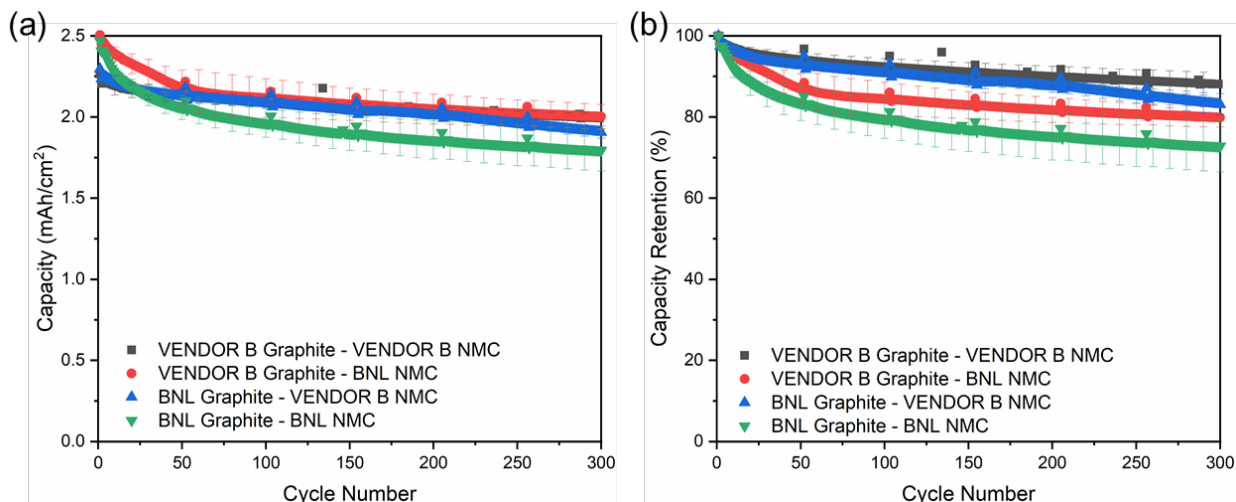 (a)
2.5
2.0
1.5
1.0
0.5
0.0
Capacity (mAh/cm²)
VENDOR B Graphite - VENDOR B NMC
VENDOR B Graphite - BNL NMC
BNL Graphite - VENDOR B NMC
BNL Graphite - BNL NMC
0 50 100 150 200 250 300
Cycle Number
(b)
100
80
60
40
20
0
Capacity Retention (%)
VENDOR B Graphite - VENDOR B NMC
VENDOR B Graphite - BNL NMC
BNL Graphite - VENDOR B NMC
BNL Graphite - BNL NMC
0 50 100 150 200 250 300
Cycle Number